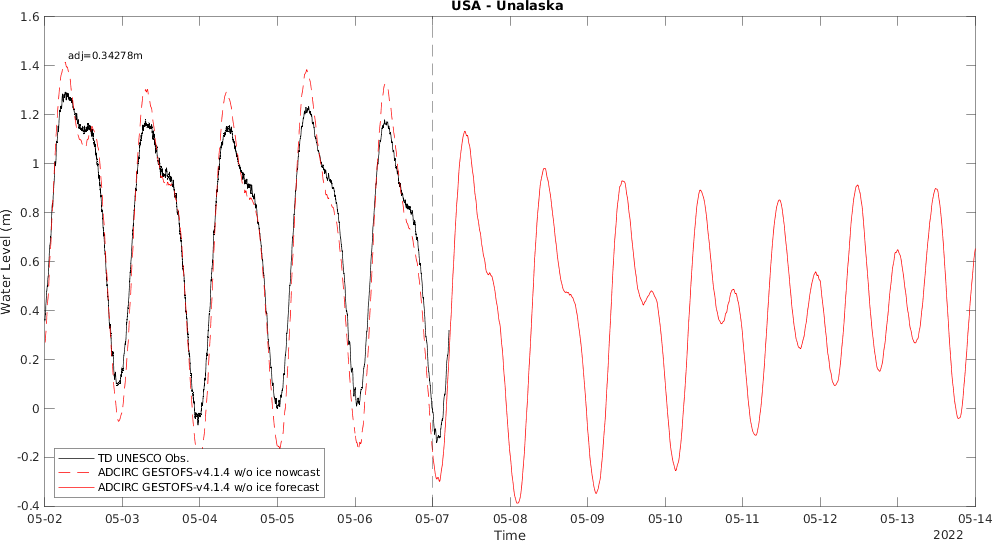 USA - Unalaska
adj=0.34278m
1.6
1.4
1.2
1
0.8
0.6
0.4
0.2
0
-0.2
-0.4
Water Level (m)
TD UNESCO Obs.
ADCIRC GESTOFS-v4.1.4 w/o ice nowcast
ADCIRC GESTOFS-v4.1.4 w/o ice forecast
05-02 05-03 05-04 05-05 05-06 05-07 05-08 05-09 05-10 05-11 05-12 05-13 05-14
Time
2022